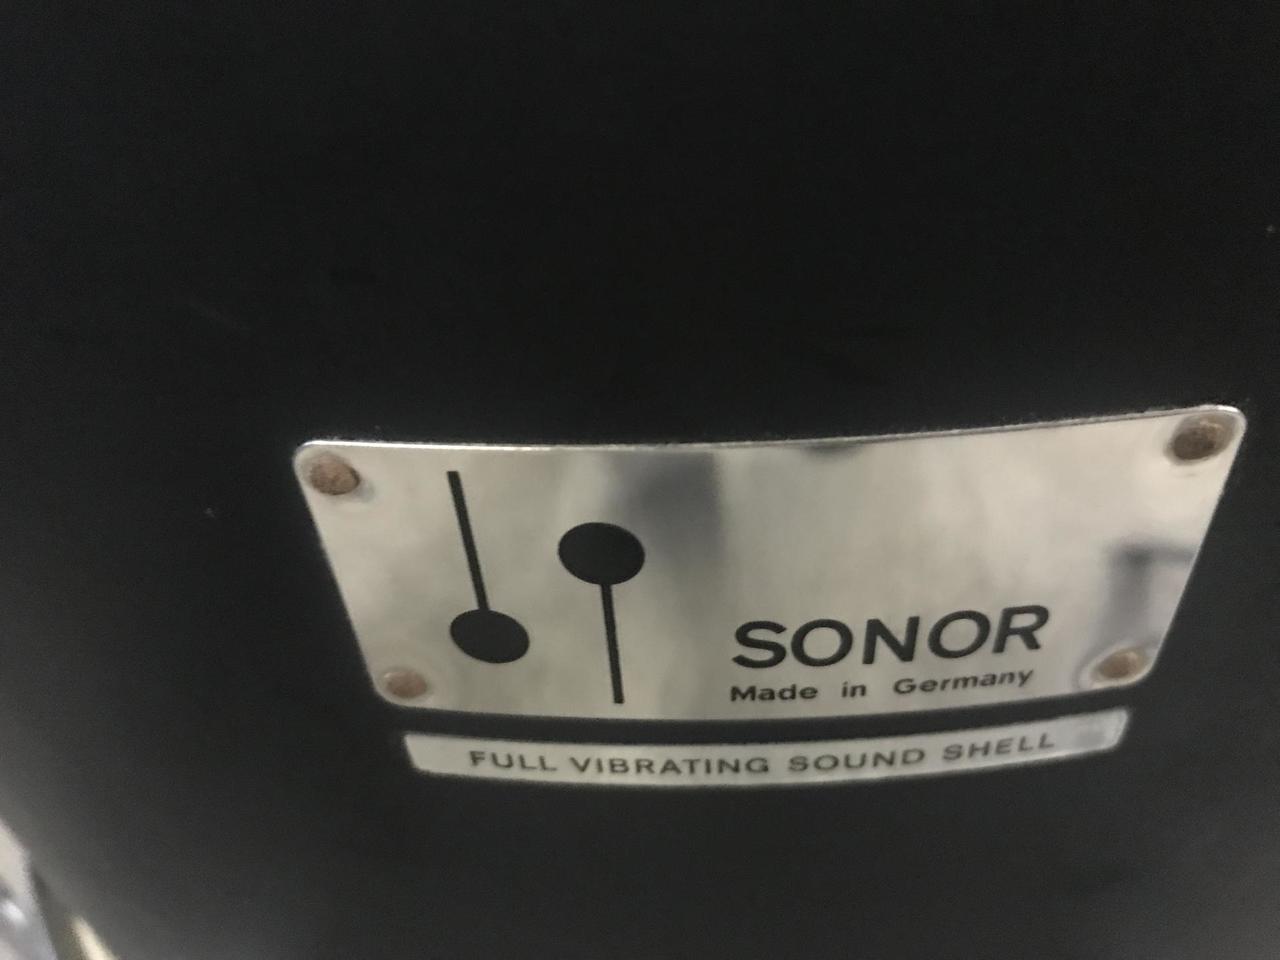 SONOR
Made in Germany
FULL VIBRATING SOUND SHELL